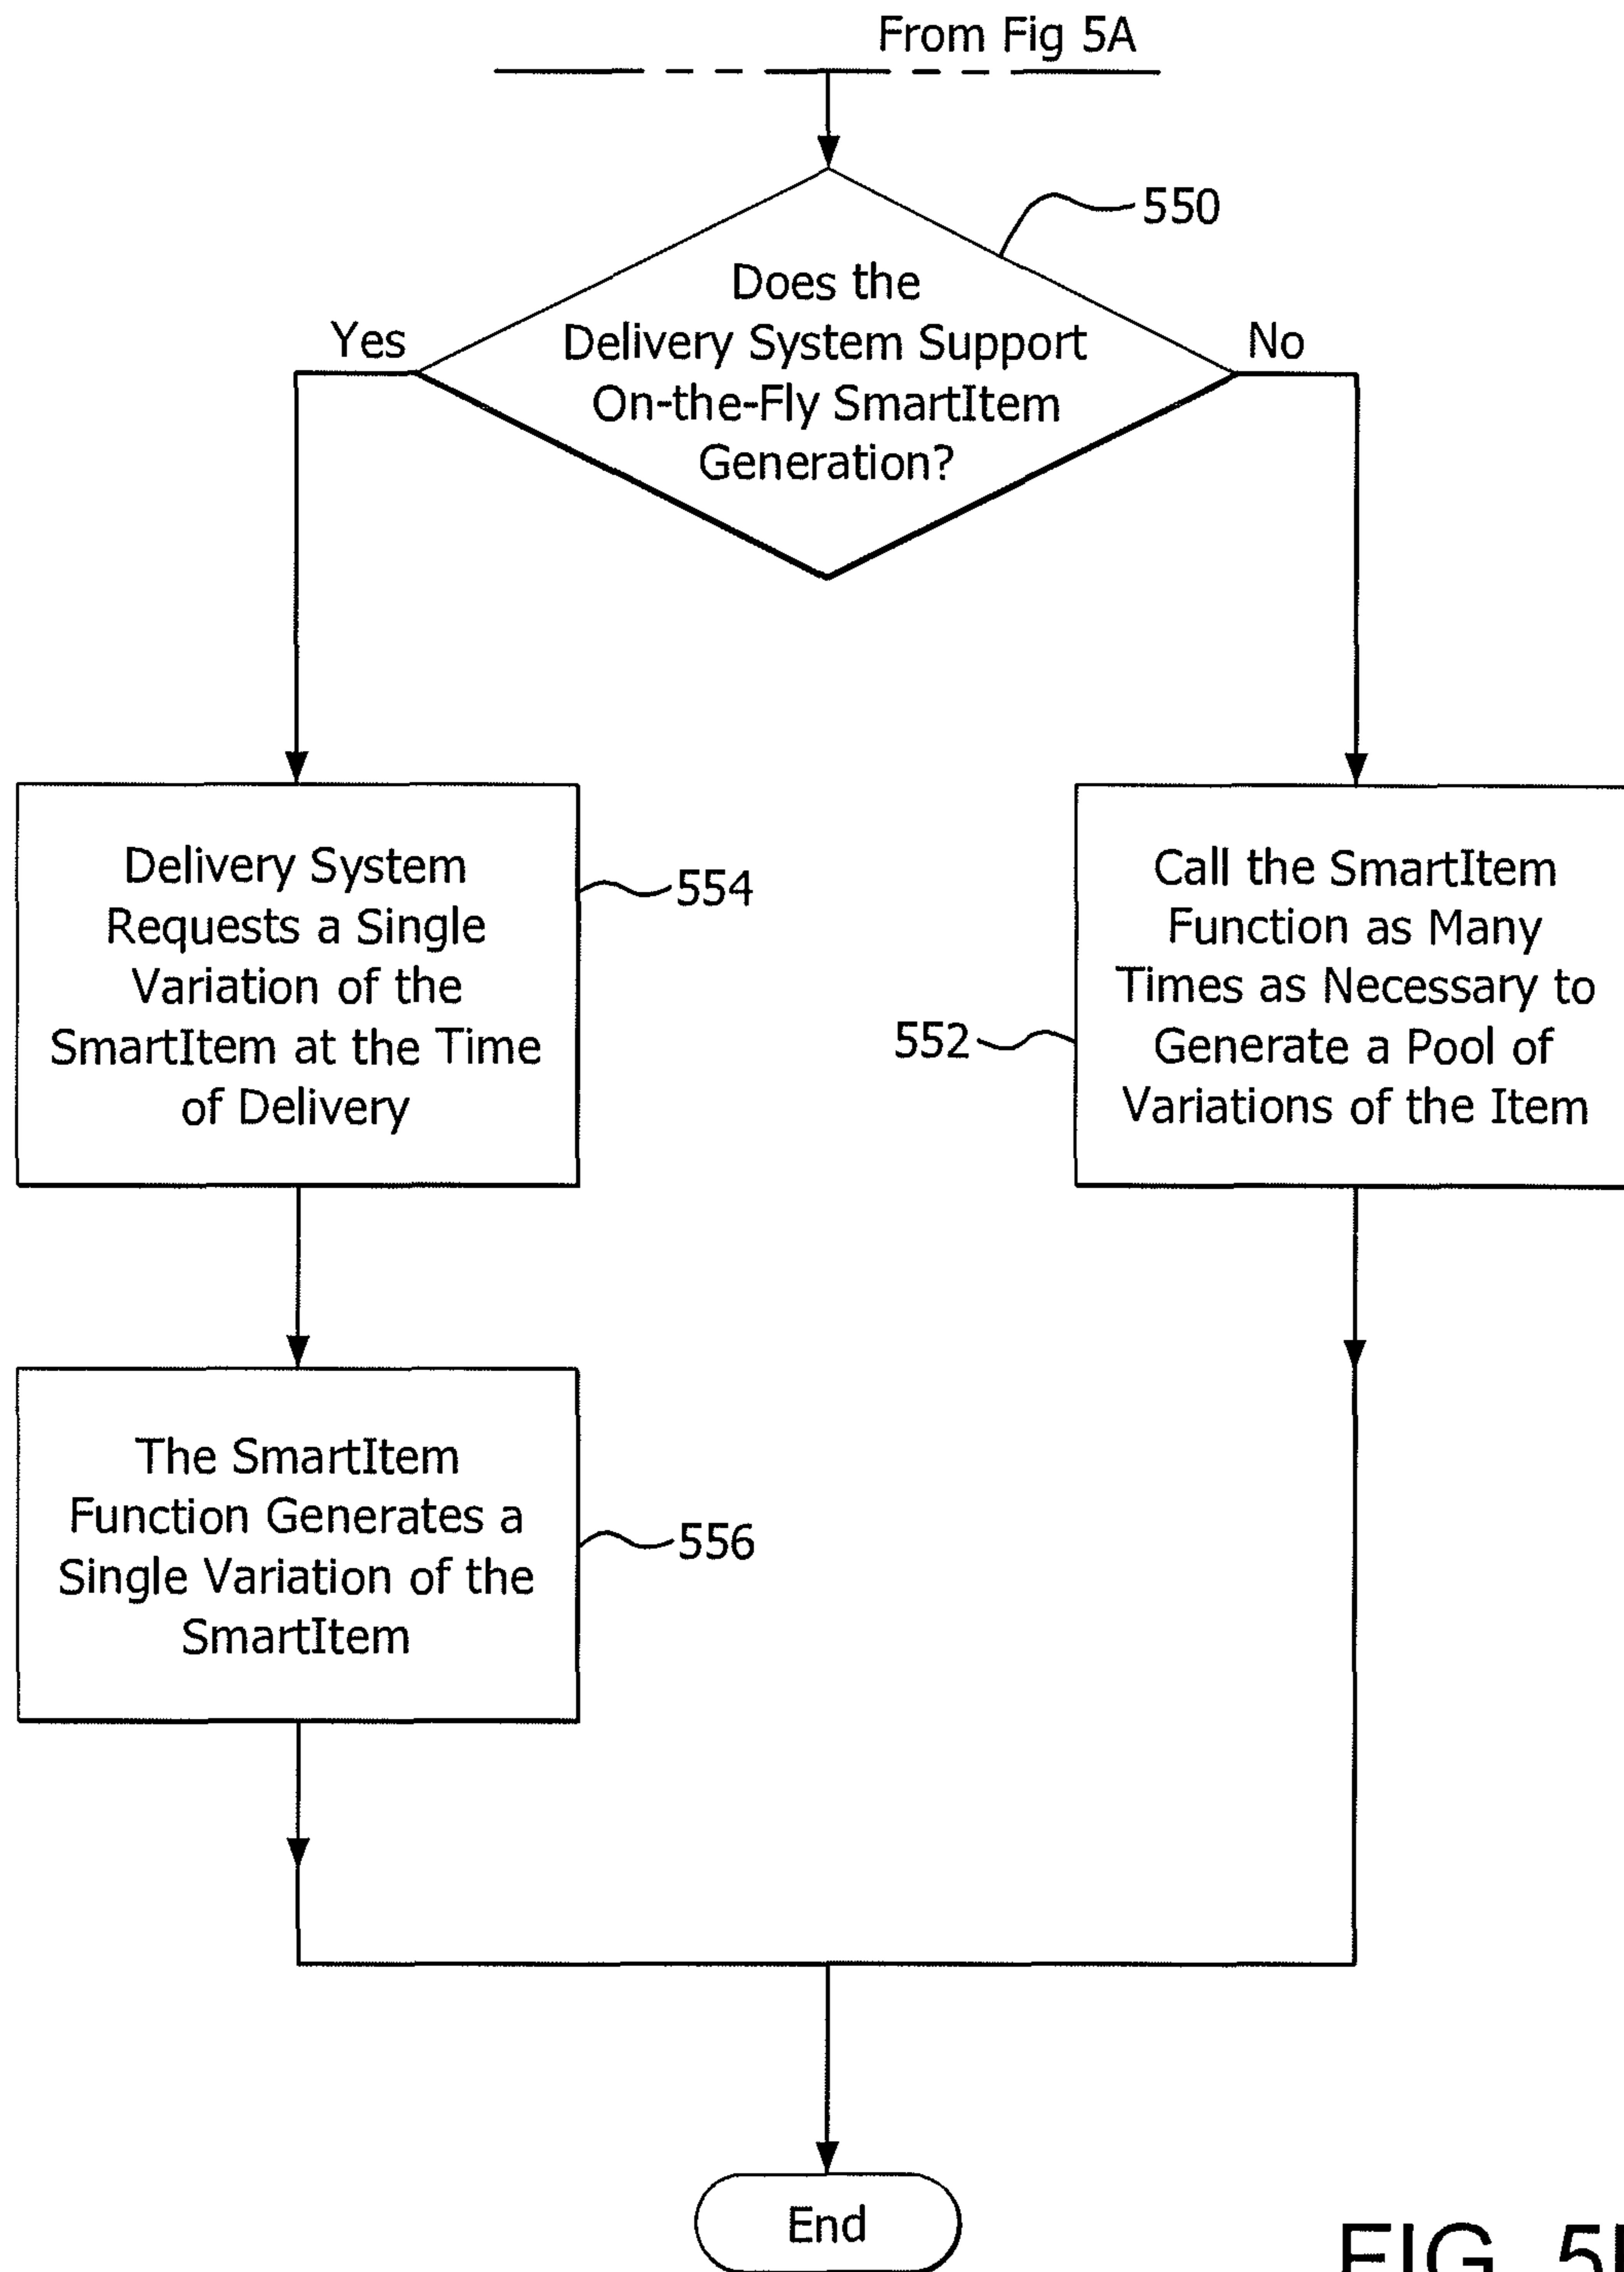 From Fig 5A
550
Does the
Delivery System Support
On-the-Fly SmartItem
Generation?
Yes
No
Delivery System
Requests a Single
Variation of the
SmartItem at the Time
of Delivery
554
Call the SmartItem
Function as Many
Times as Necessary to
Generate a Pool of
Variations of the Item
552
The SmartItem
Function Generates a
Single Variation of the
SmartItem
556
End
FIG.